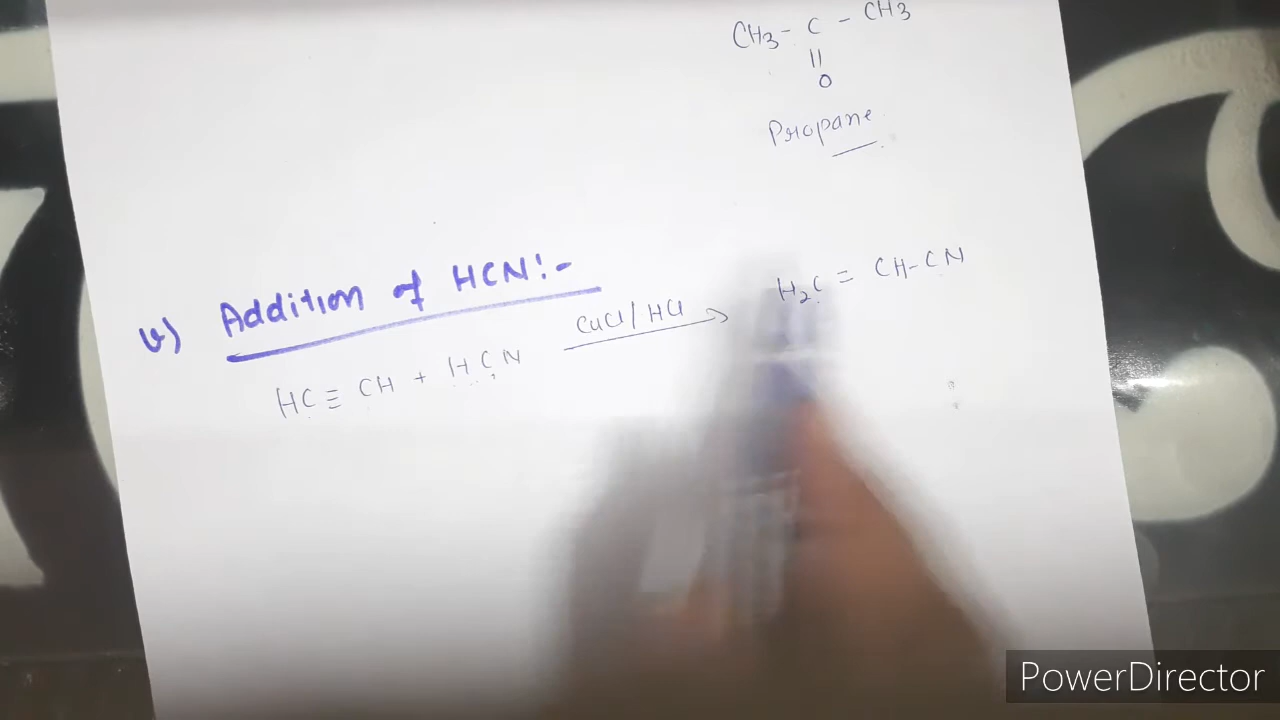 CH3 - C - CH3
||
O
Propane
v) Addition of HCN:-
HC ≡ CH + HCN CuCl / HCl → H2C = CH-CN
PowerDirector